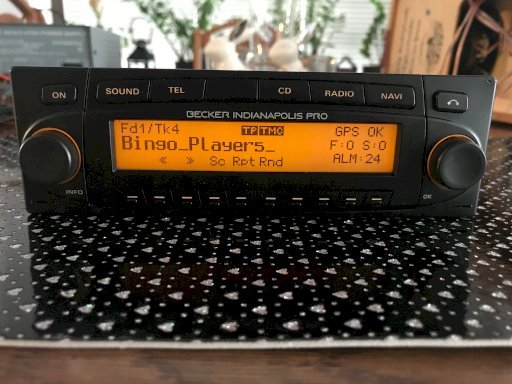 ON SOUND TEL CD RADIO NAVI
BECKER INDIANAPOLIS PRO
Fd1/Tk4 TP TMC GPS OK
Bingo_Players_ F:0 S:0
« » Sc Rpt Rnd ALM:24
INFO OK